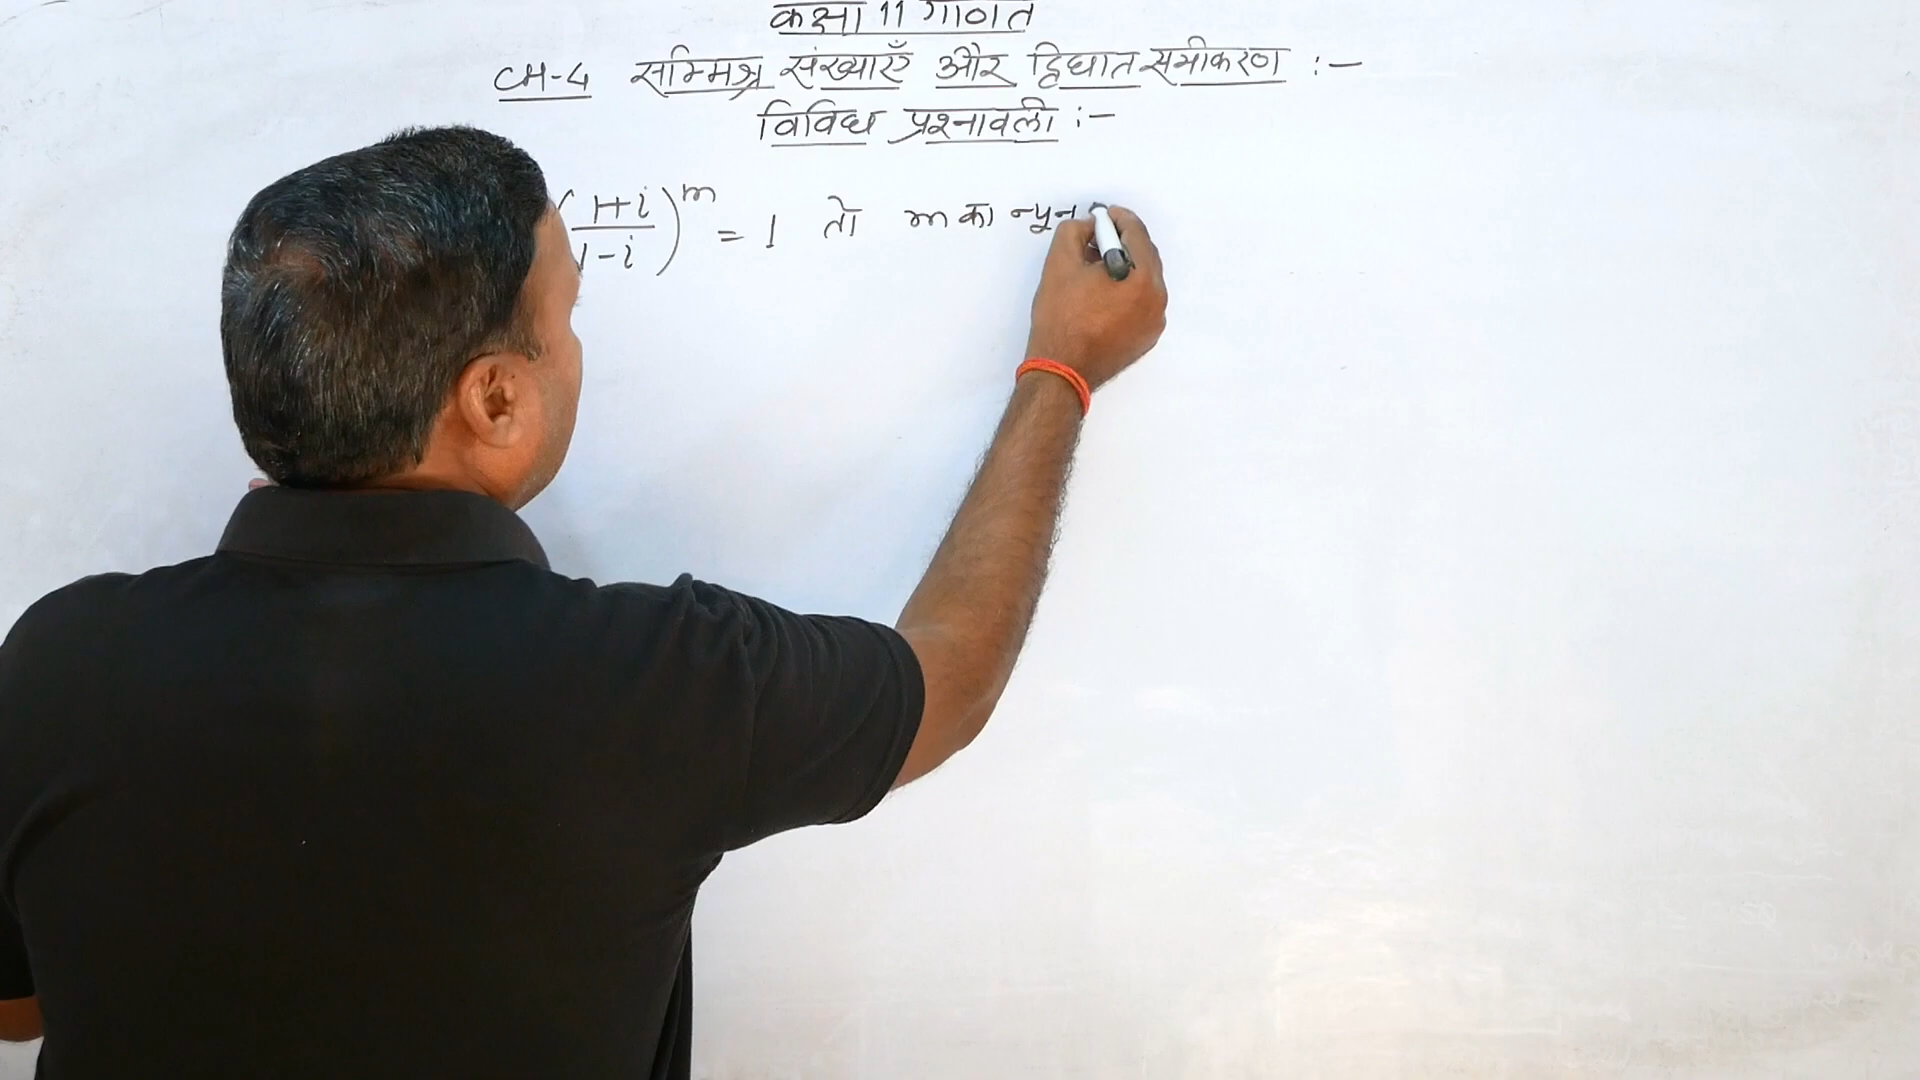 कक्षा 11 गणित
CH-4 सम्मिश्र संख्याएँ और द्विघात समीकरण :-
विविध प्रश्नावली :-
(1+i/1-i)^m = 1 तो m का न्यून